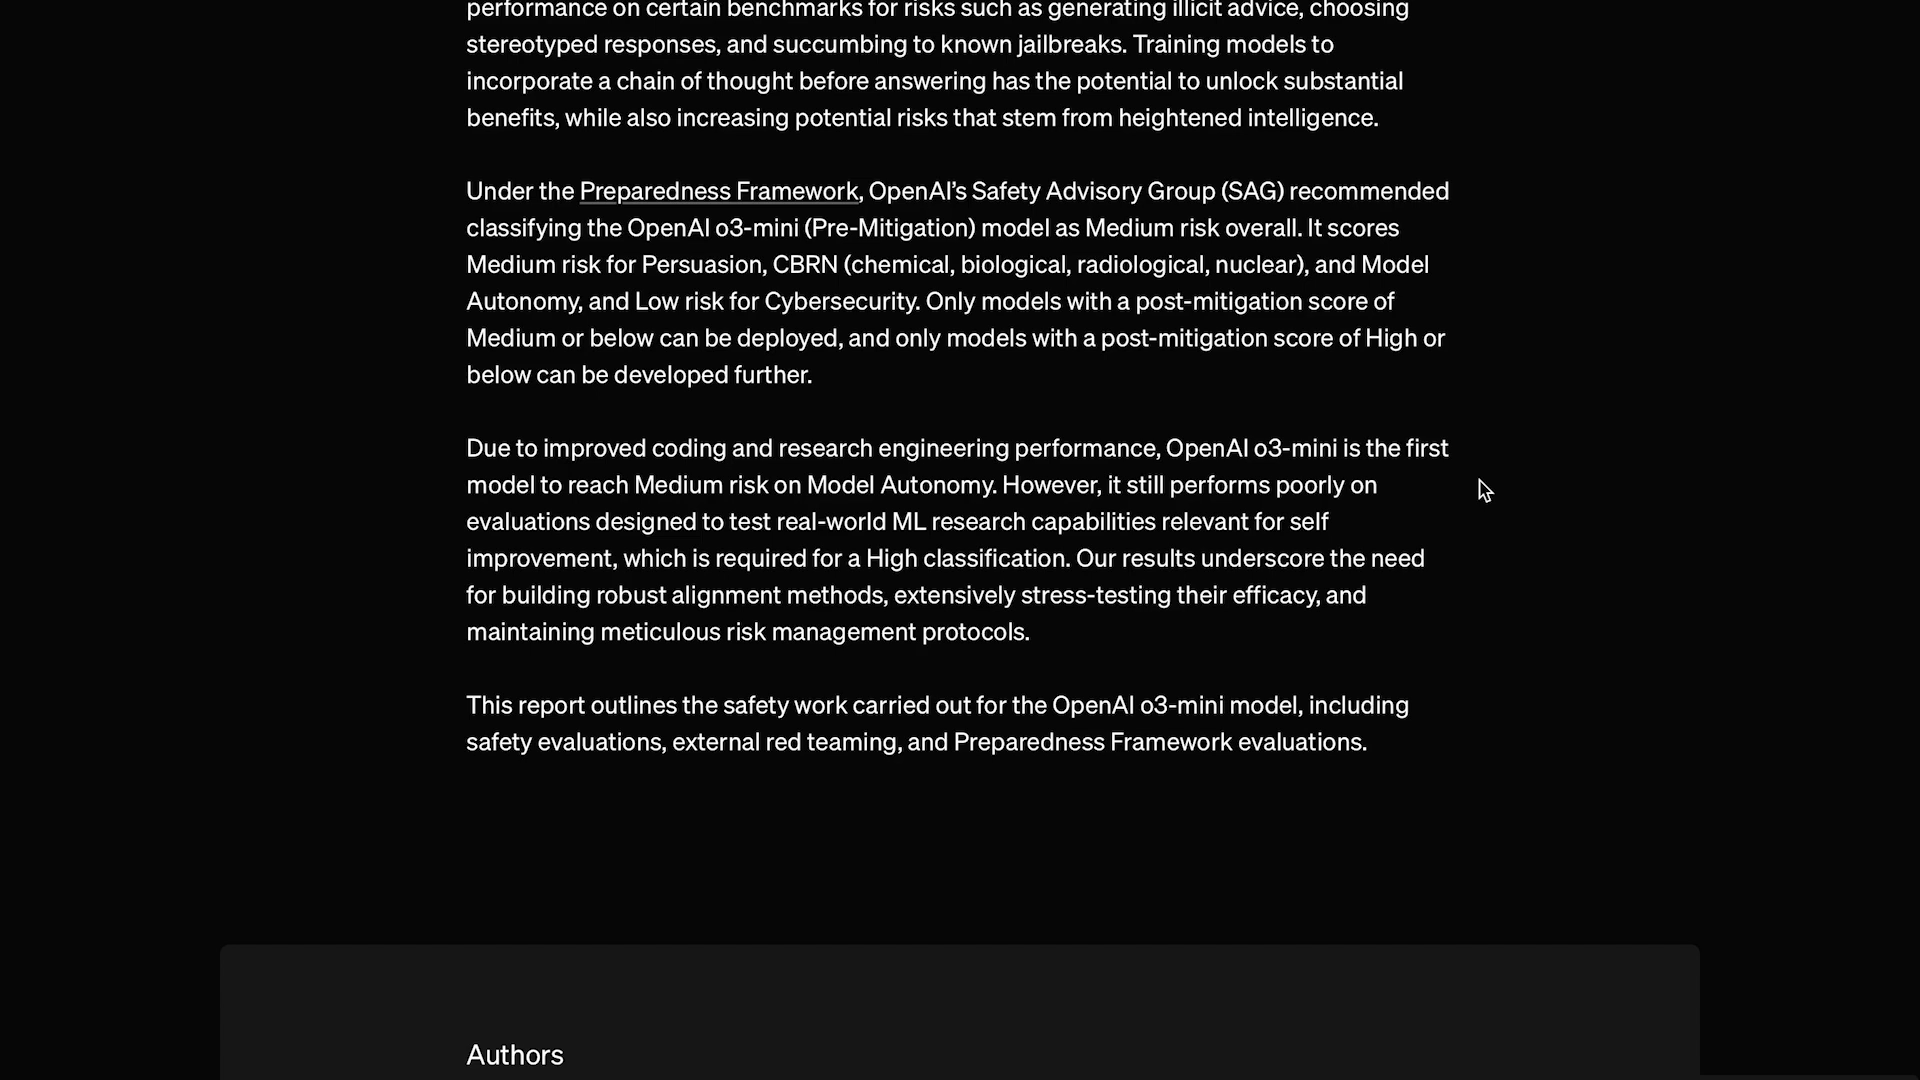 performance on certain benchmarks for risks such as generating illicit advice, choosing
stereotyped responses, and succumbing to known jailbreaks. Training models to
incorporate a chain of thought before answering has the potential to unlock substantial
benefits, while also increasing potential risks that stem from heightened intelligence.
Under the Preparedness Framework, OpenAI’s Safety Advisory Group (SAG) recommended
classifying the OpenAI o3-mini (Pre-Mitigation) model as Medium risk overall. It scores
Medium risk for Persuasion, CBRN (chemical, biological, radiological, nuclear), and Model
Autonomy, and Low risk for Cybersecurity. Only models with a post-mitigation score of
Medium or below can be deployed, and only models with a post-mitigation score of High or
below can be developed further.
Due to improved coding and research engineering performance, OpenAI o3-mini is the first
model to reach Medium risk on Model Autonomy. However, it still performs poorly on
evaluations designed to test real-world ML research capabilities relevant for self
improvement, which is required for a High classification. Our results underscore the need
for building robust alignment methods, extensively stress-testing their efficacy, and
maintaining meticulous risk management protocols.
This report outlines the safety work carried out for the OpenAI o3-mini model, including
safety evaluations, external red teaming, and Preparedness Framework evaluations.
Authors